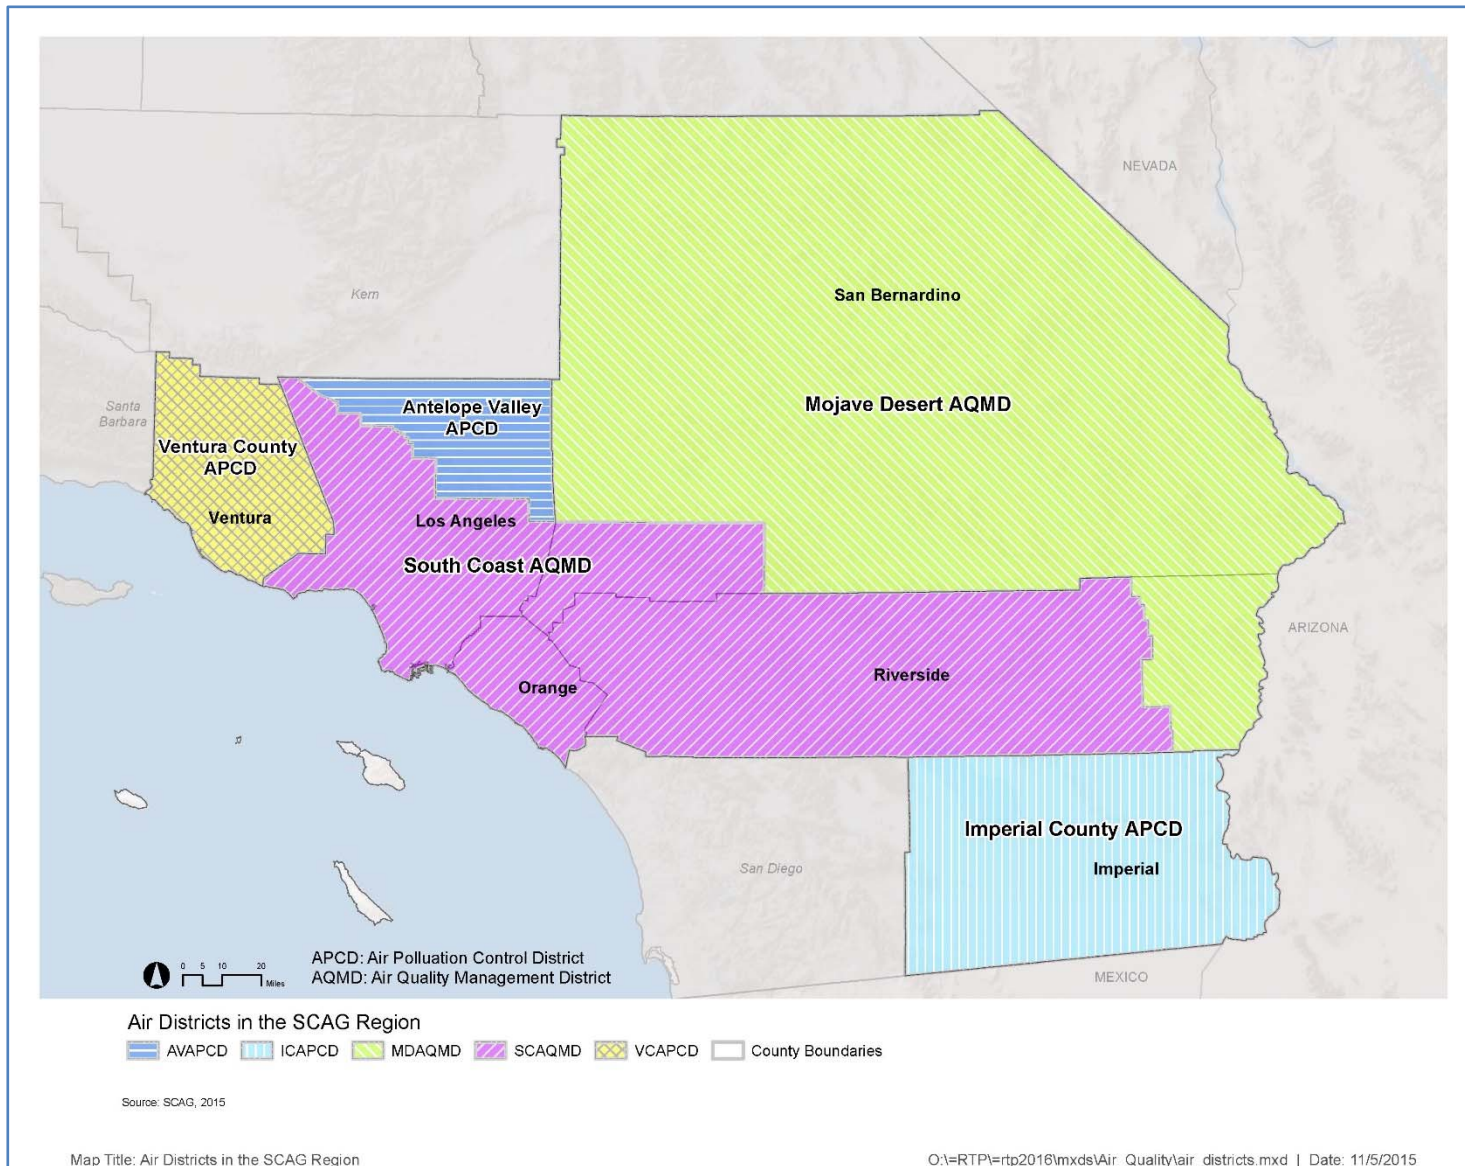 NEVADA
Kern
San Bernardino
Antelope Valley
APCD
Mojave Desert AQMD
Santa
Barbara
Ventura County
APCD
Ventura
Los Angeles
South Coast AQMD
ARIZONA
Riverside
Orange
Imperial County APCD
San Diego
Imperial
MEXICO
APCD: Air Polluation Control District
AQMD: Air Quality Management District
0 5 10 20
Miles
Air Districts in the SCAG Region
AVAPCD ICAPCD MDAQMD SCAQMD VCAPCD County Boundaries
Source: SCAG, 2015
Map Title: Air Districts in the SCAG Region
O:\=RTP\=rtp2016\mxds\Air_Quality\air_districts.mxd | Date: 11/5/2015